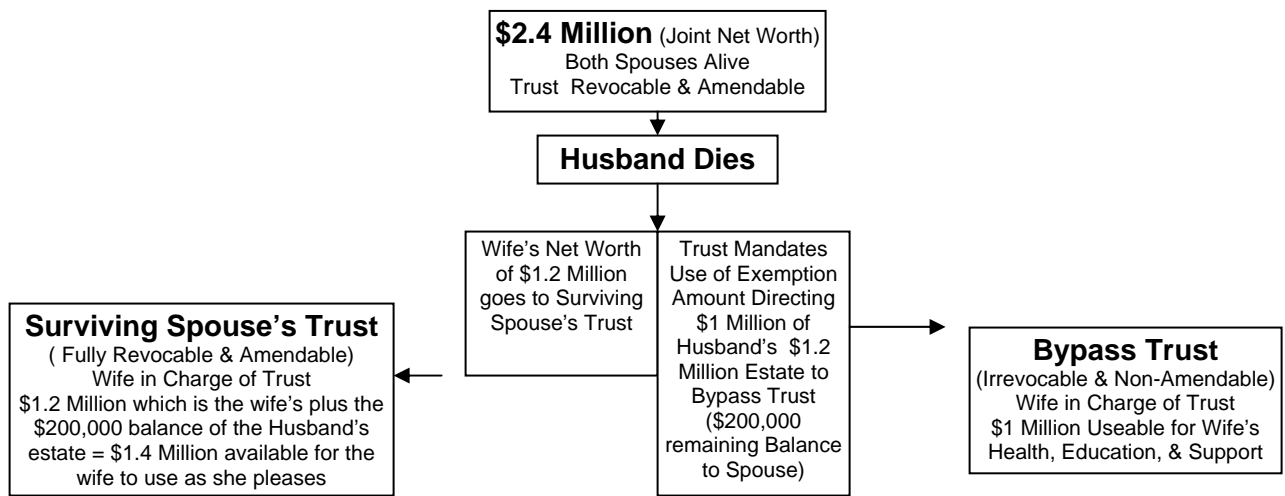 $2.4 Million (Joint Net Worth)
Both Spouses Alive
Trust Revocable & Amendable
Husband Dies
Wife's Net Worth
of $1.2 Million
goes to Surviving
Spouse's Trust
Trust Mandates
Use of Exemption
Amount Directing
$1 Million of
Husband's $1.2
Million Estate to
Bypass Trust
($200,000
remaining Balance
to Spouse)
Surviving Spouse's Trust
( Fully Revocable & Amendable)
Wife in Charge of Trust
$1.2 Million which is the wife's plus the
$200,000 balance of the Husband's
estate = $1.4 Million available for the
wife to use as she pleases
Bypass Trust
(Irrevocable & Non-Amendable)
Wife in Charge of Trust
$1 Million Useable for Wife's
Health, Education, & Support